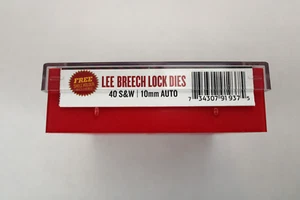 FREE
LEE BREECH LOCK DIES
40 S&W | 10mm AUTO
7 34307 91937 5